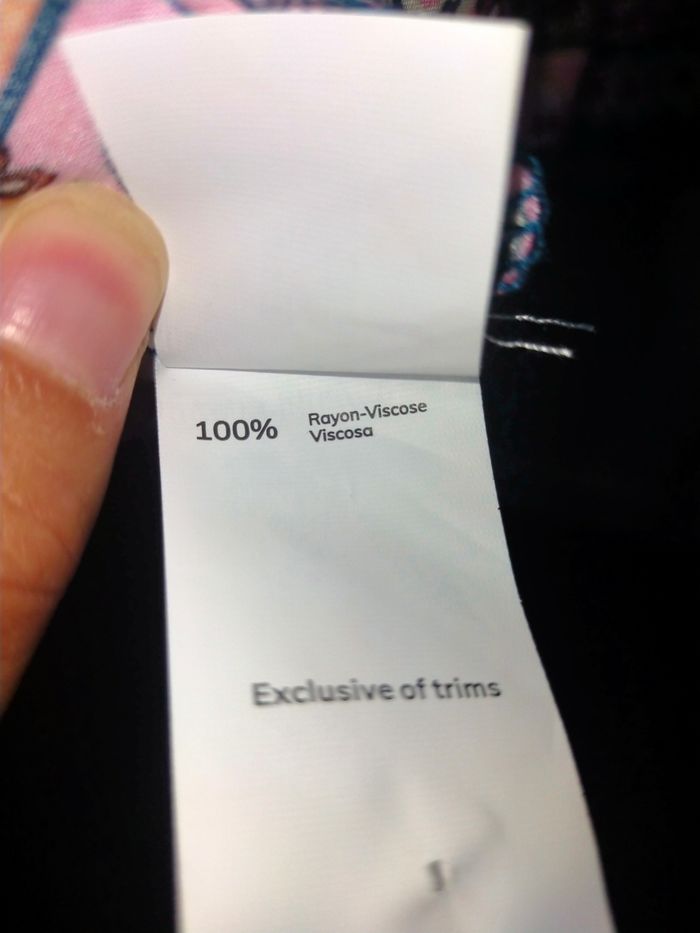 100% Rayon-Viscose
Viscosa
Exclusive of trims